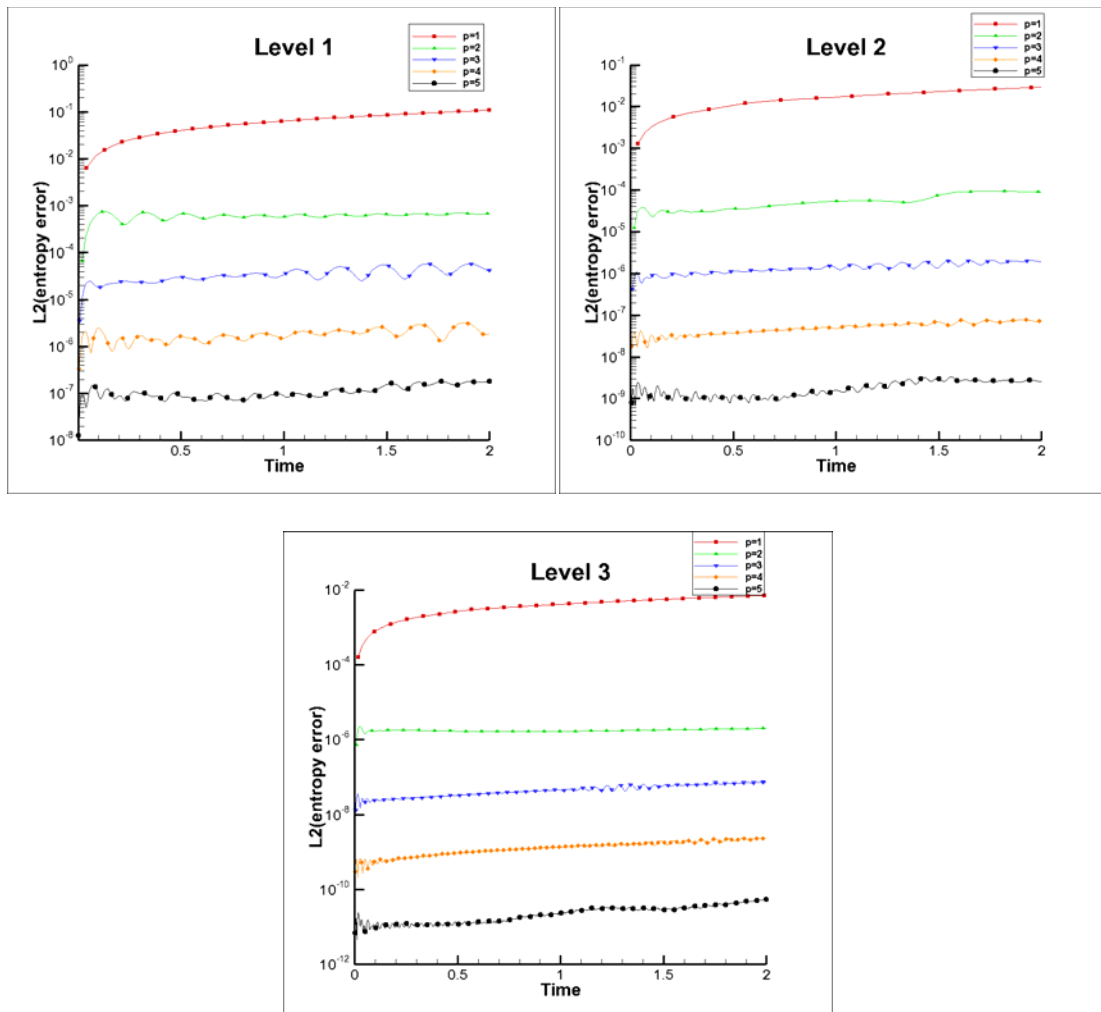 Level 1
p=1
p=2
p=3
p=4
p=5
10^0
10^-1
10^-2
10^-3
10^-4
10^-5
10^-6
10^-7
10^-8
L2(entropy error)
0.5
1
1.5
2
Time
Level 2
p=1
p=2
p=3
p=4
p=5
10^-1
10^-2
10^-3
10^-4
10^-5
10^-6
10^-7
10^-8
10^-9
10^-10
L2(entropy error)
0
0.5
1
1.5
2
Time
Level 3
p=1
p=2
p=3
p=4
p=5
10^-2
10^-4
10^-6
10^-8
10^-10
10^-12
L2(entropy error)
0
0.5
1
1.5
2
Time